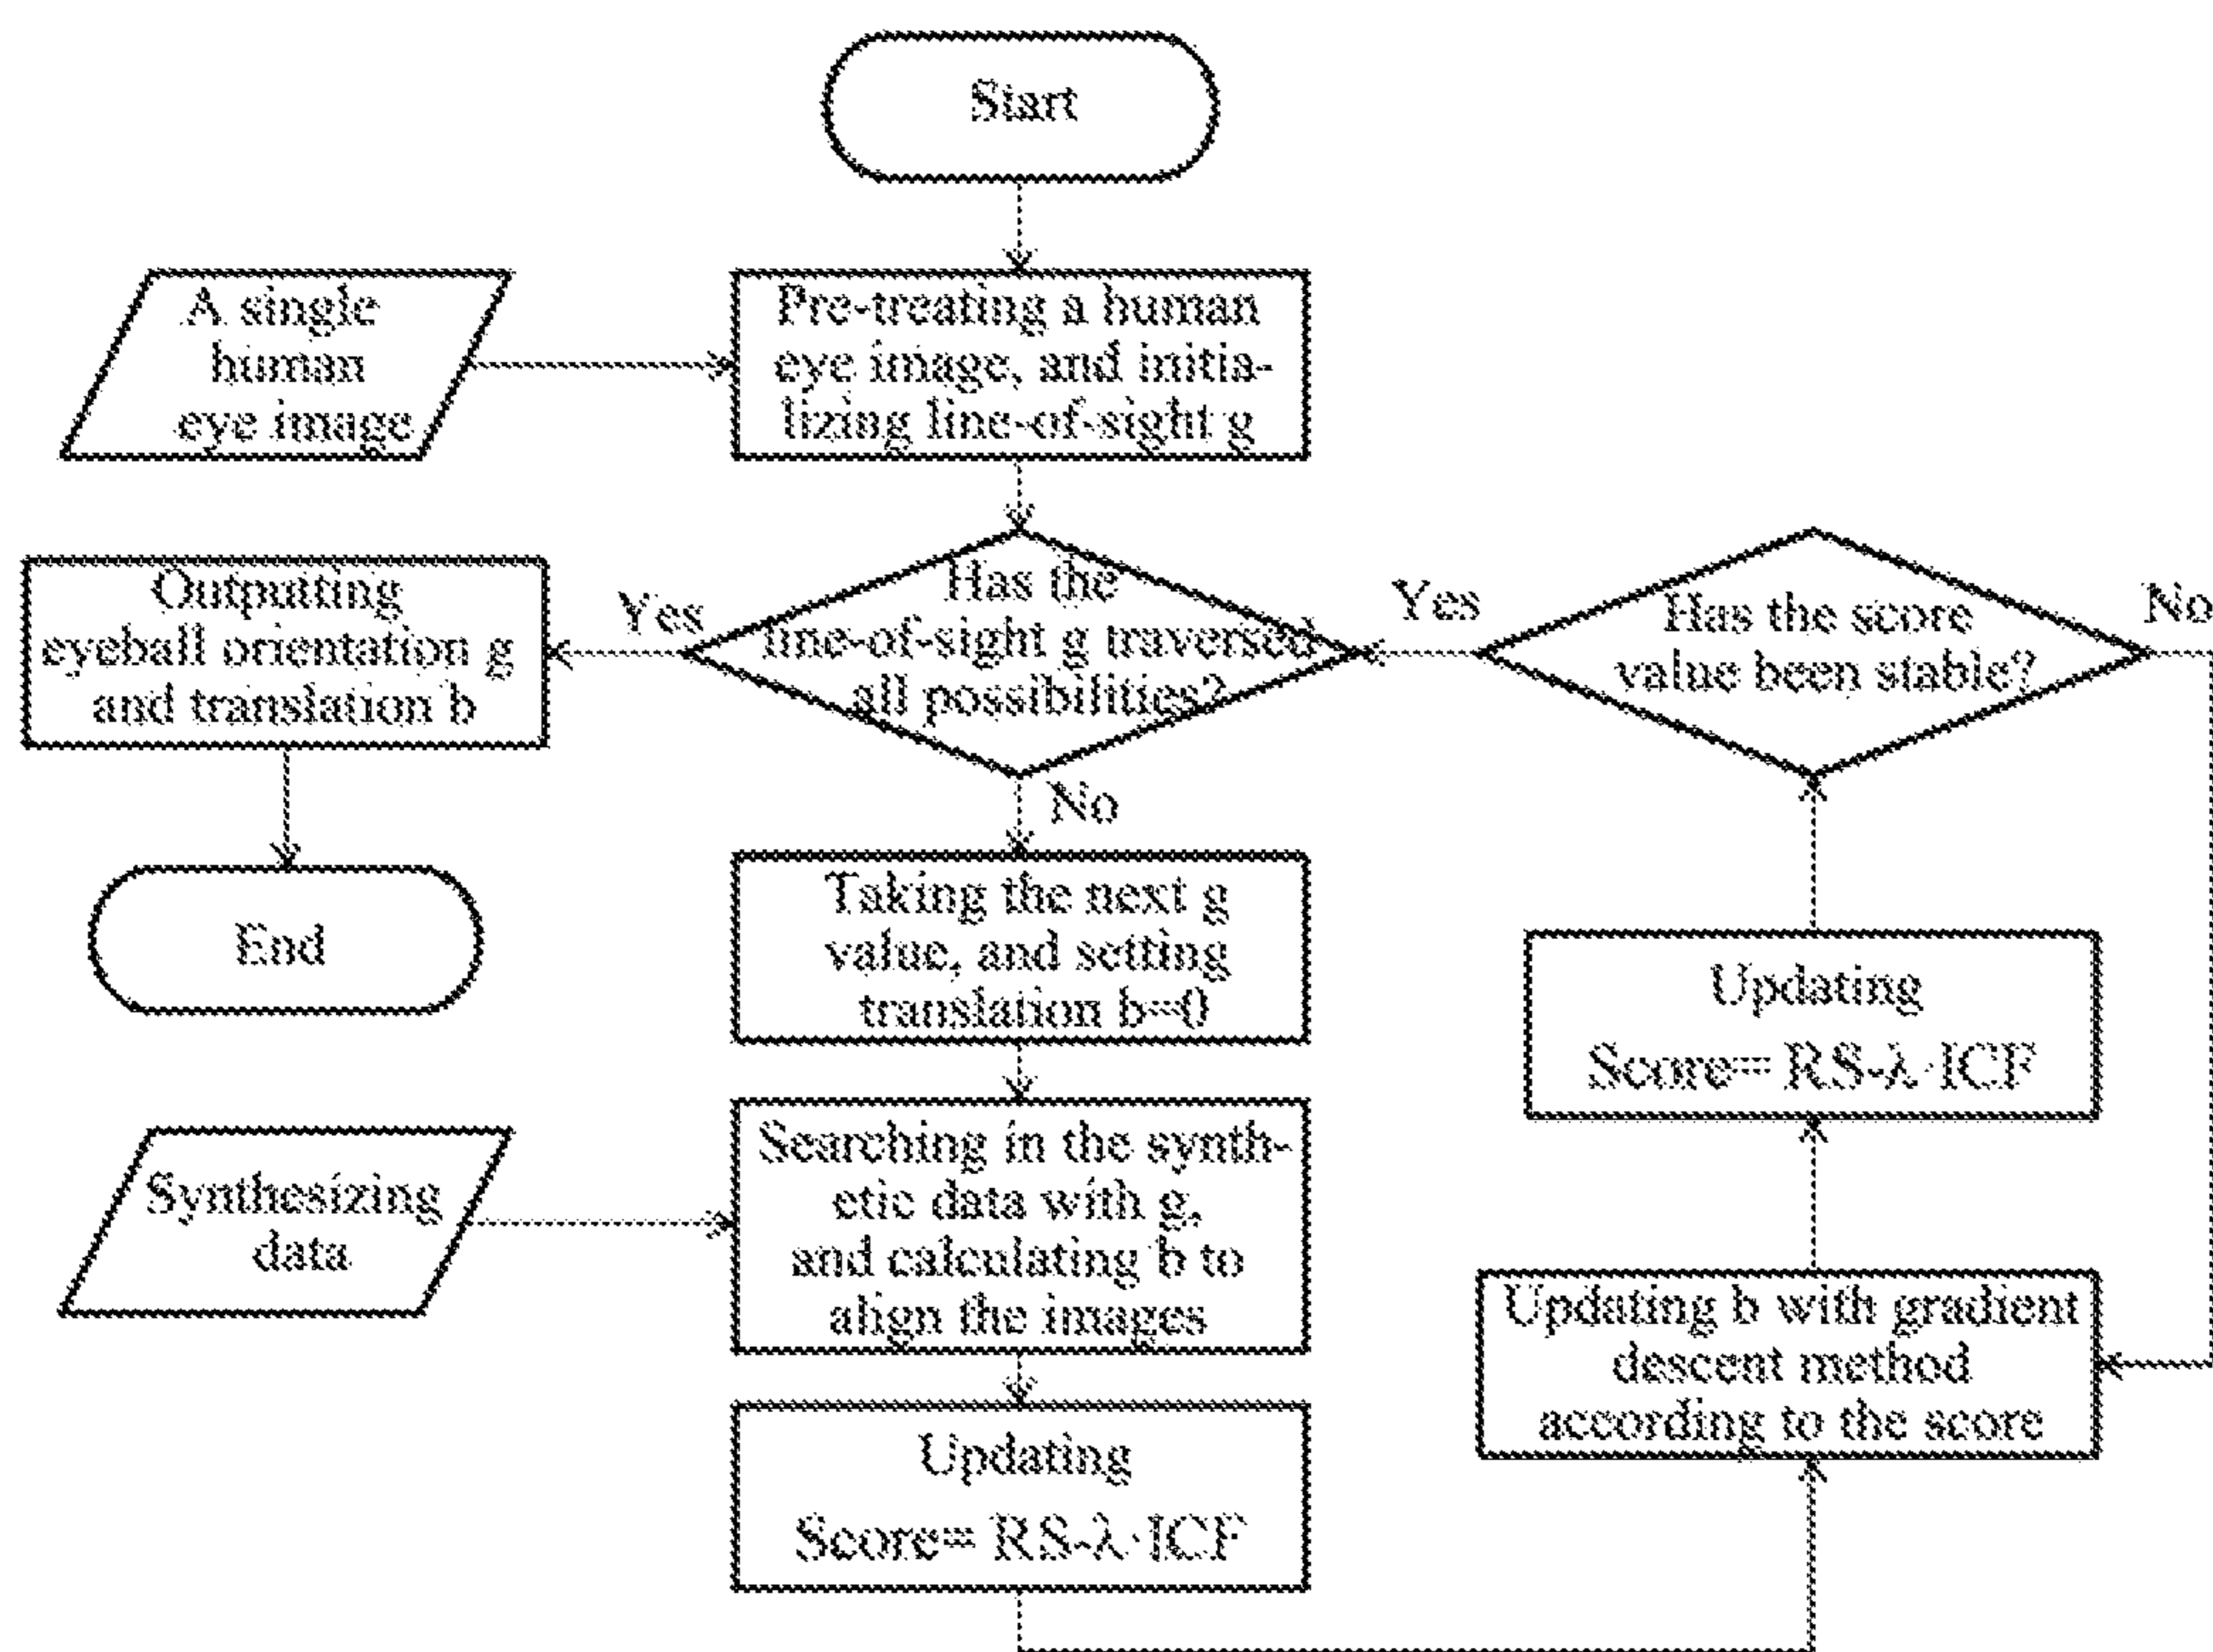 Start
A single
human
eye image
Pre-treating a human
eye image, and initia-
lizing line-of-sight g
Has the
line-of-sight g traversed
all possibilities?
Yes
Outputting
eyeball orientation g
and translation b
End
No
Taking the next g
value, and setting
translation b=0
Synthesizing
data
Searching in the synth-
etic data with g,
and calculating b to
align the images
Updating
Score= RS-λ·ICF
Updating b with gradient
descent method
according to the score
Updating
Score= RS-λ·ICF
Has the score
value been stable?
Yes
No